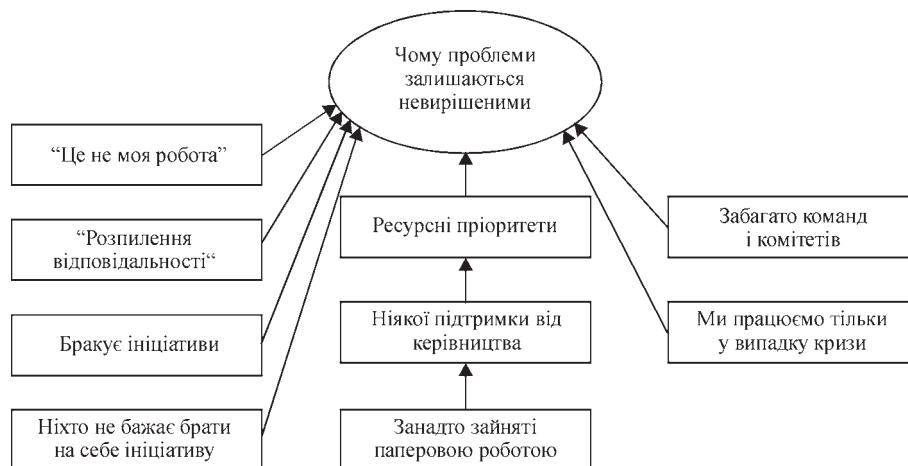 Чому проблеми
залишаються
невирішеними
“Це не моя робота”
“Розпилення
відповідальності“
Бракує ініціативи
Ніхто не бажає брати
на себе ініціативу
Ресурсні пріоритети
Ніякої підтримки від
керівництва
Занадто зайняті
паперовою роботою
Забагато команд
і комітетів
Ми працюємо тільки
у випадку кризи